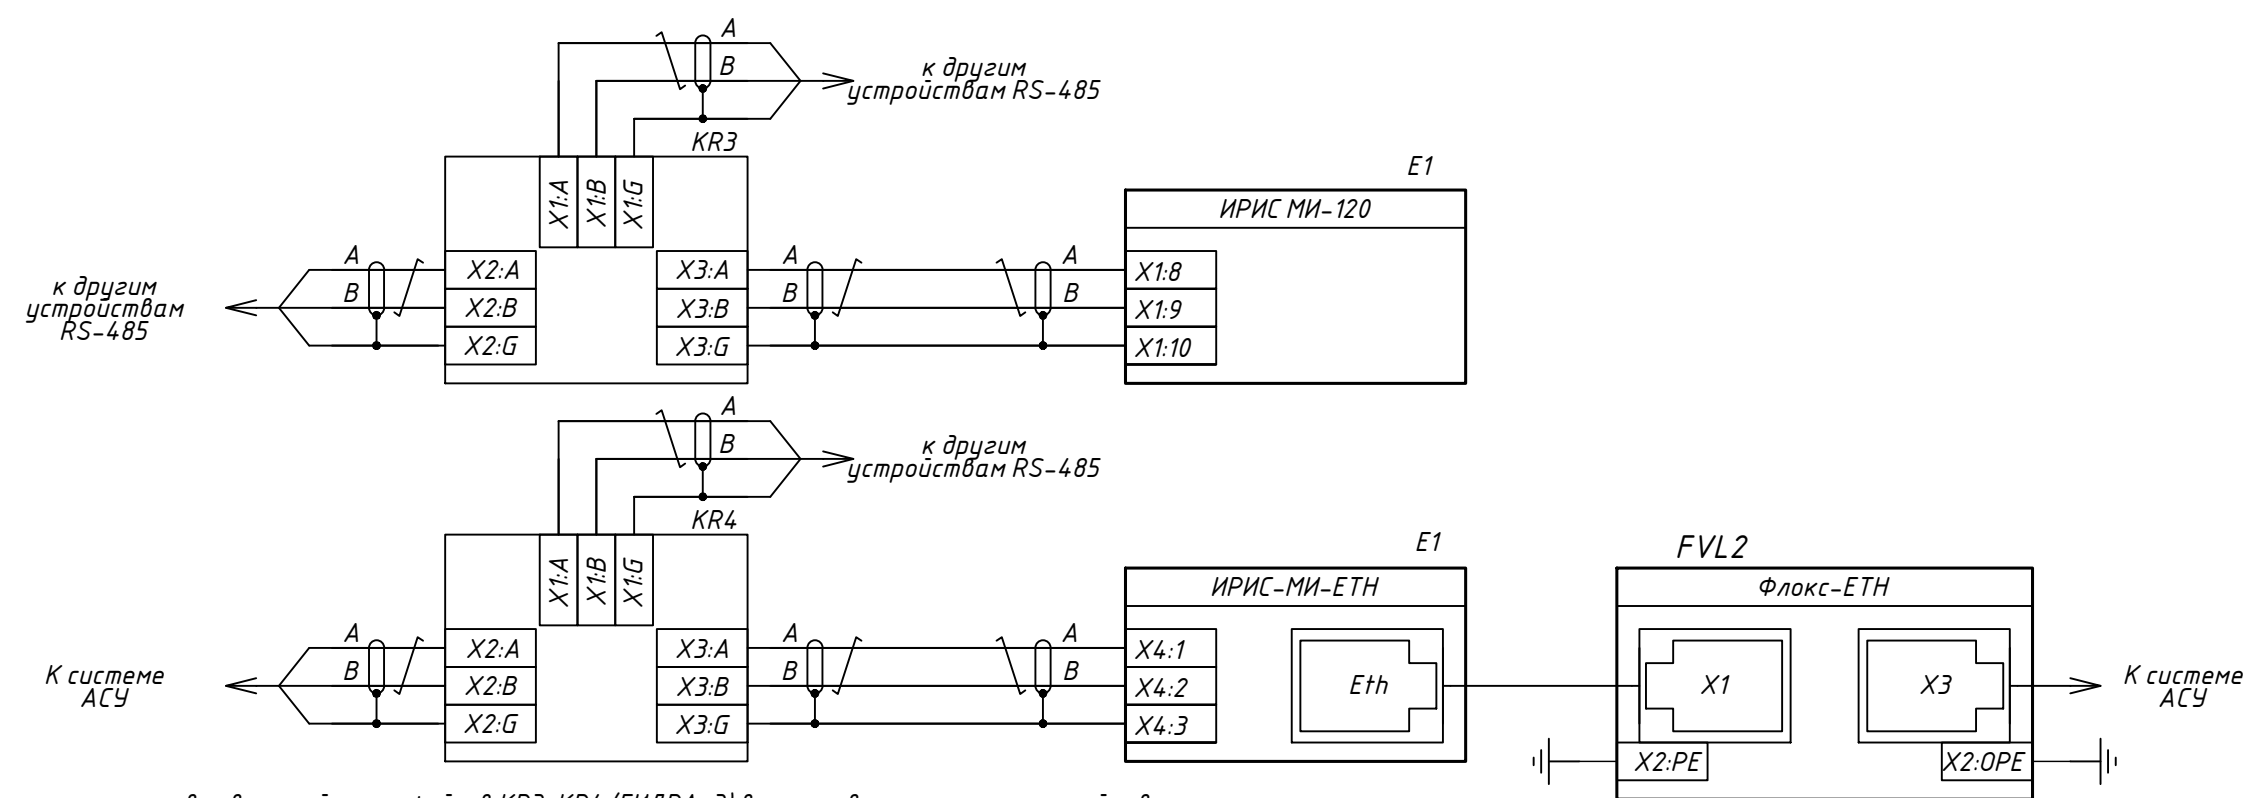 A
B
к другим
устройствам RS-485
KR3
E1
X1:A
X1:B
X1:G
ИРИС МИ-120
к другим
устройствам
RS-485
A
B
X2:A
X2:B
X2:G
X3:A
X3:B
X3:G
A
B
A
B
X1:8
X1:9
X1:10
A
B
к другим
устройствам RS-485
KR4
E1
FVL2
X1:A
X1:B
X1:G
ИРИС-МИ-ETH
Флокс-ETH
К системе
АСУ
A
B
X2:A
X2:B
X2:G
X3:A
X3:B
X3:G
A
B
A
B
X4:1
X4:2
X4:3
Eth
X1
X3
К системе
АСУ
X2:PE
X2:OPE